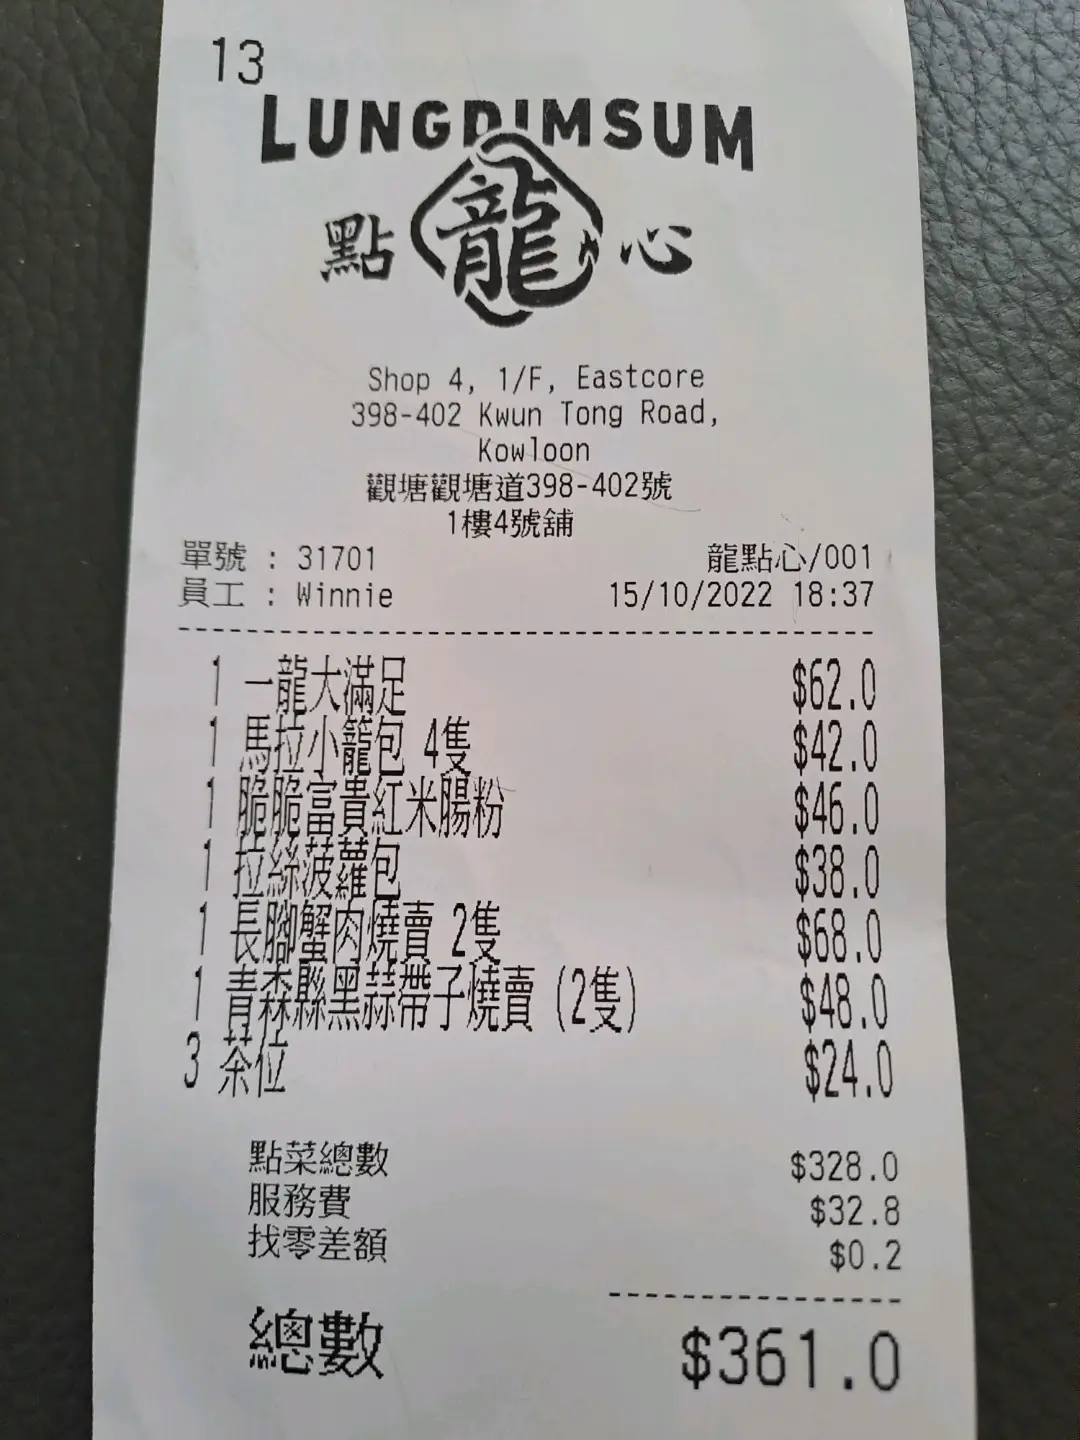 13
LUNGDIMSUM
點 龍 心
Shop 4, 1/F, Eastcore
398-402 Kwun Tong Road,
Kowloon
觀塘觀塘道398-402號
1樓4號舖
單號 : 31701 龍點心/001
員工 : Winnie 15/10/2022 18:37
1 一龍大滿足 $62.0
1 馬拉小籠包 4隻 $42.0
1 脆脆富貴紅米腸粉 $46.0
1 拉絲菠蘿包 $38.0
1 長腳蟹肉燒賣 2隻 $68.0
1 青森縣黑蒜帶子燒賣 (2隻) $48.0
3 茶位 $24.0
點菜總數 $328.0
服務費 $32.8
找零差額 $0.2
總數 $361.0